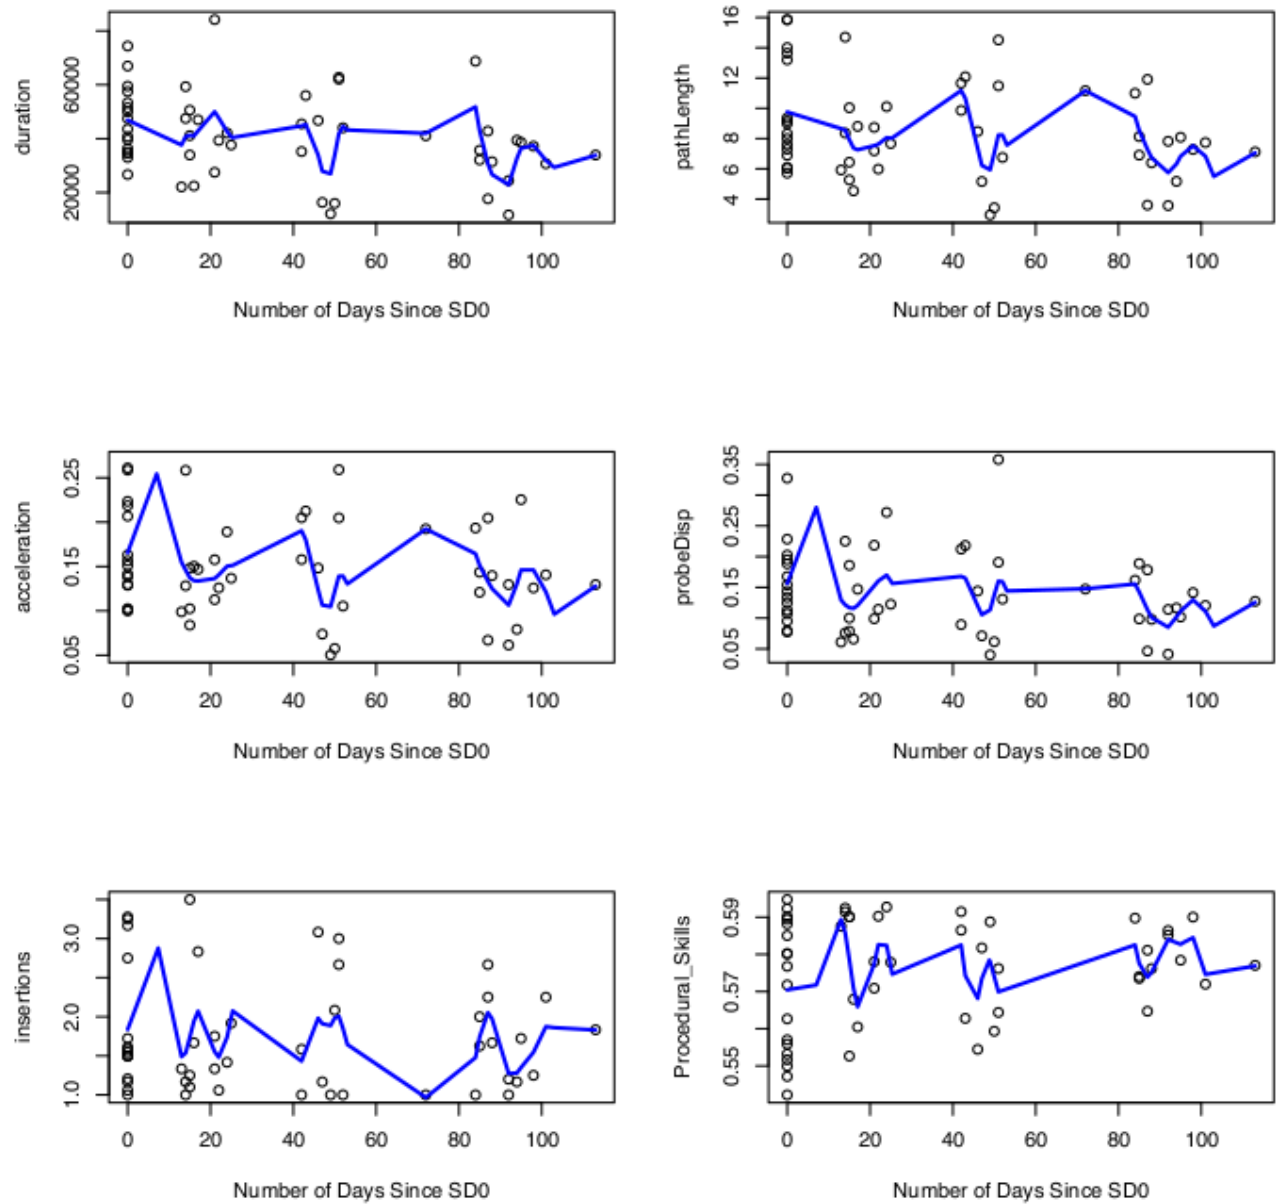 duration
20000 60000
0 20 40 60 80 100
Number of Days Since SD0
pathLength
4 6 8 12 16
0 20 40 60 80 100
Number of Days Since SD0
acceleration
0.05 0.15 0.25
0 20 40 60 80 100
Number of Days Since SD0
probeDisp
0.05 0.15 0.25 0.35
0 20 40 60 80 100
Number of Days Since SD0
insertions
1.0 2.0 3.0
0 20 40 60 80 100
Number of Days Since SD0
Procedural_Skills
0.55 0.57 0.59
0 20 40 60 80 100
Number of Days Since SD0